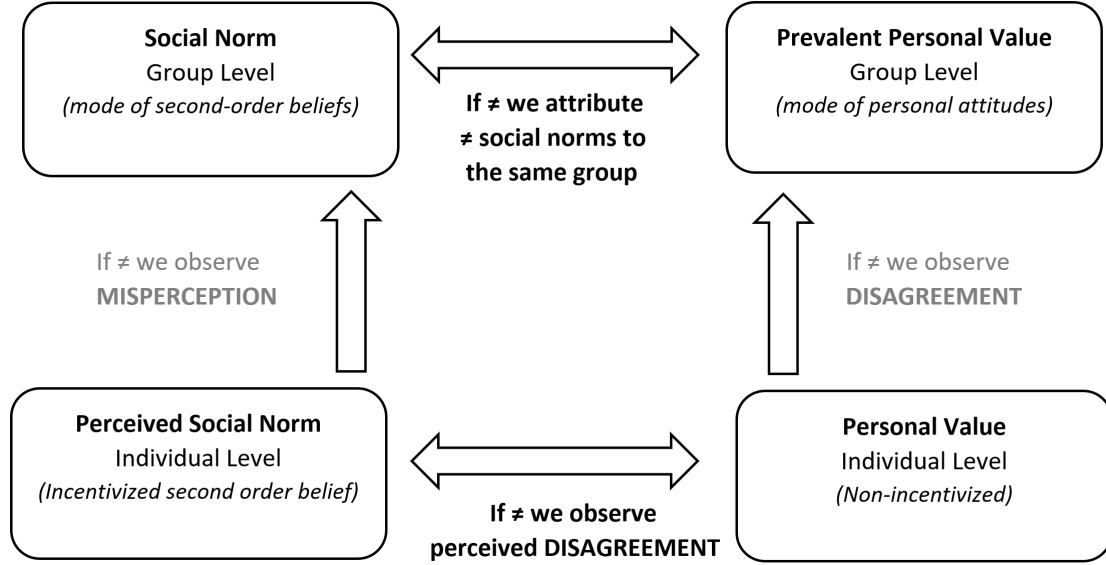 Social Norm
Group Level
(mode of second-order beliefs)
If ≠ we attribute
≠ social norms to
the same group
Prevalent Personal Value
Group Level
(mode of personal attitudes)
If ≠ we observe
MISPERCEPTION
If ≠ we observe
DISAGREEMENT
Perceived Social Norm
Individual Level
(Incentivized second order belief)
If ≠ we observe
perceived DISAGREEMENT
Personal Value
Individual Level
(Non-incentivized)